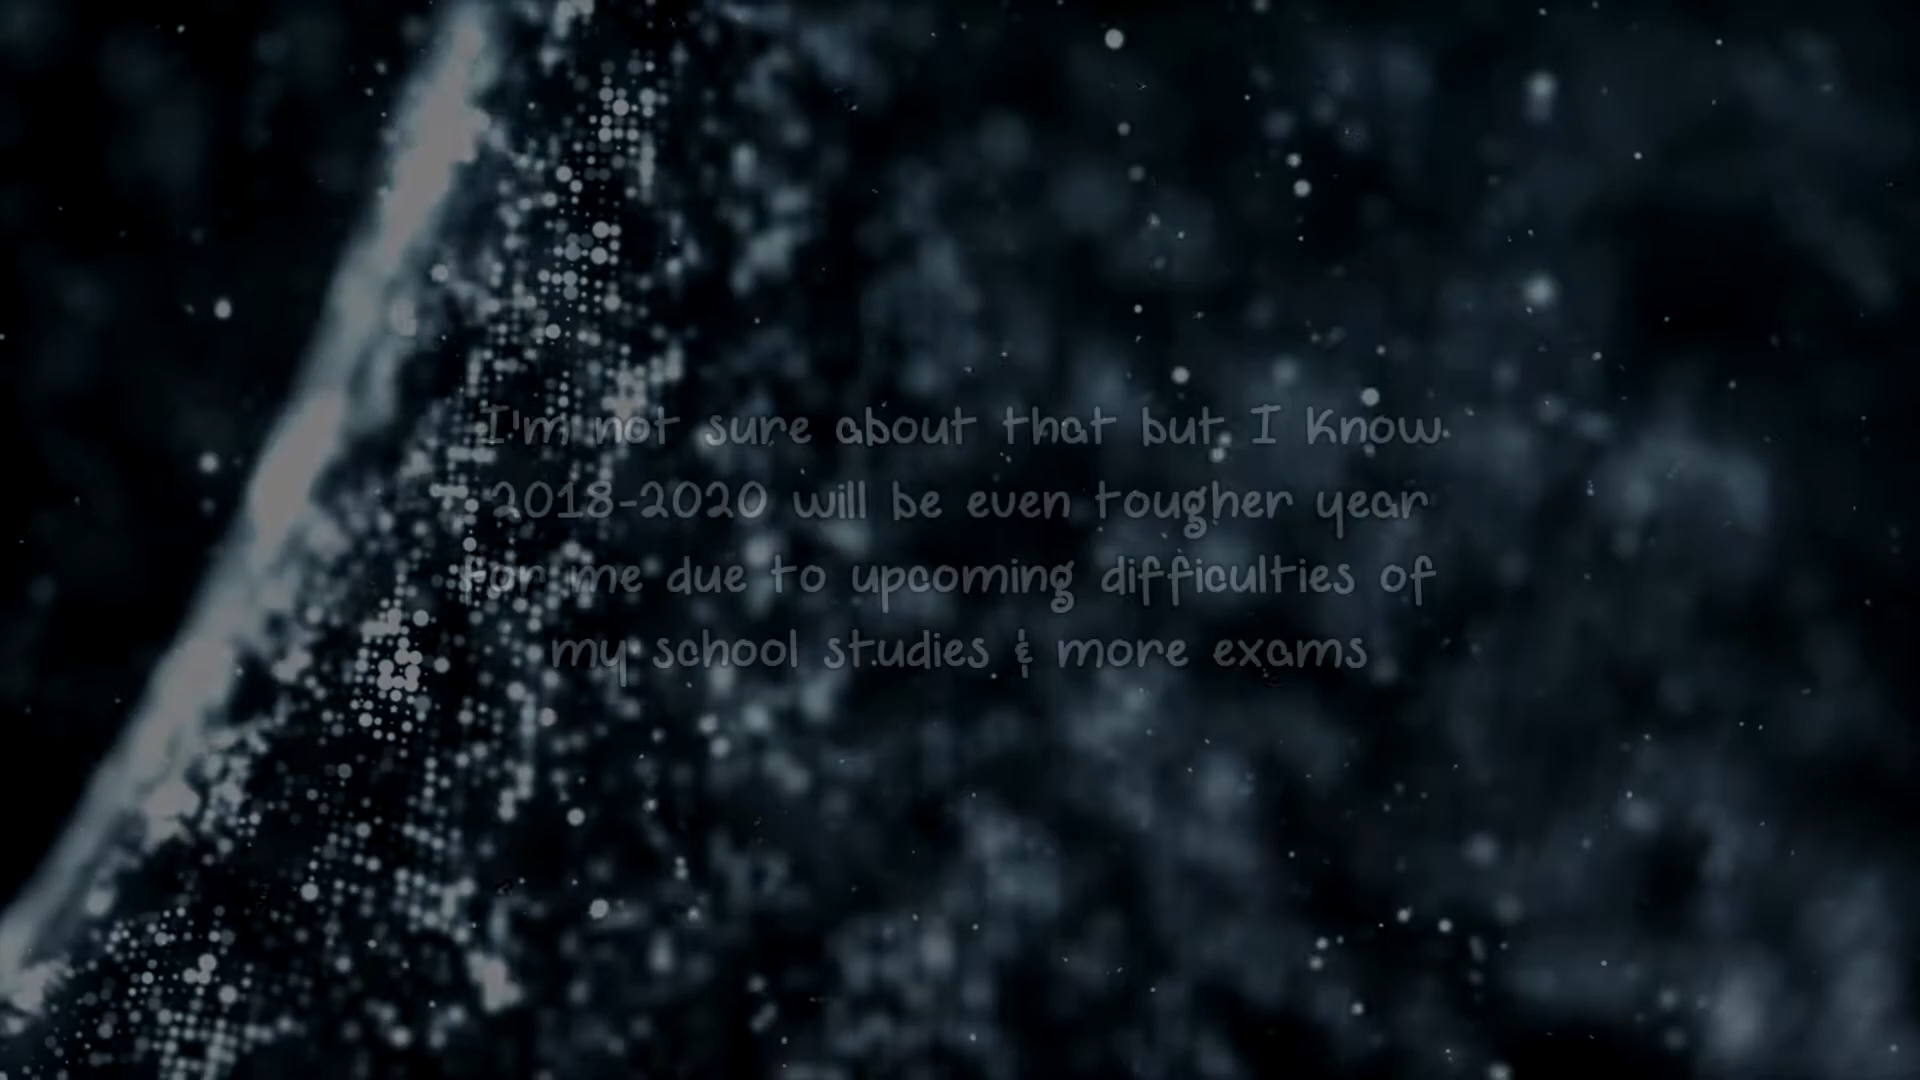 I'm not sure about that but I know
2018-2020 will be even tougher year
for me due to upcoming difficulties of
my school studies & more exams